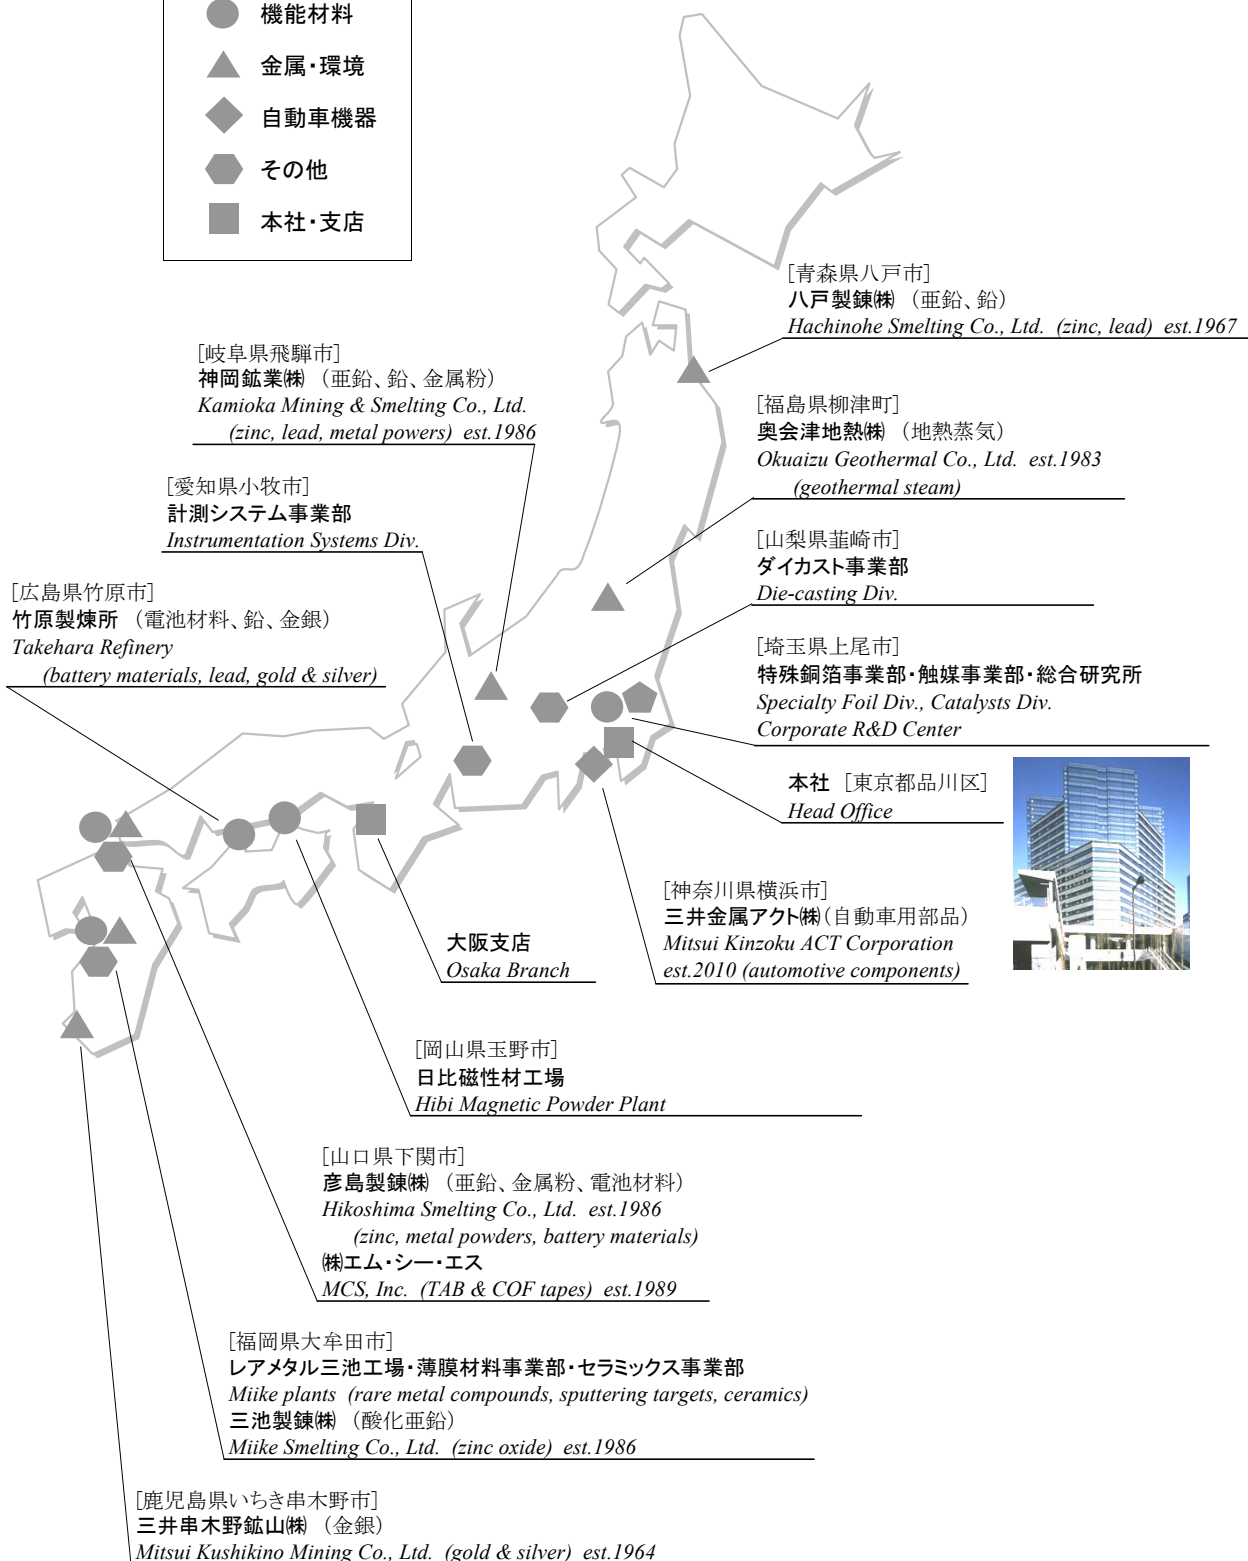 機能材料
金属・環境
自動車機器
その他
本社・支店
[青森県八戸市]
八戸製錬㈱ （亜鉛、鉛）
Hachinohe Smelting Co., Ltd. (zinc, lead) est.1967
[岐阜県飛騨市]
神岡鉱業㈱ （亜鉛、鉛、金属粉）
Kamioka Mining & Smelting Co., Ltd.
(zinc, lead, metal powers) est.1986
[福島県柳津町]
奥会津地熱㈱ （地熱蒸気）
Okuaizu Geothermal Co., Ltd. est.1983
(geothermal steam)
[愛知県小牧市]
計測システム事業部
Instrumentation Systems Div.
[山梨県韮崎市]
ダイカスト事業部
Die-casting Div.
[広島県竹原市]
竹原製煉所 （電池材料、鉛、金銀）
Takehara Refinery
(battery materials, lead, gold & silver)
[埼玉県上尾市]
特殊銅箔事業部・触媒事業部・総合研究所
Specialty Foil Div., Catalysts Div.
Corporate R&D Center
本社 [東京都品川区]
Head Office
[神奈川県横浜市]
三井金属アクト㈱（自動車用部品）
Mitsui Kinzoku ACT Corporation
est.2010 (automotive components)
大阪支店
Osaka Branch
[岡山県玉野市]
日比磁性材工場
Hibi Magnetic Powder Plant
[山口県下関市]
彦島製錬㈱ （亜鉛、金属粉、電池材料）
Hikoshima Smelting Co., Ltd. est.1986
(zinc, metal powders, battery materials)
㈱エム・シー・エス
MCS, Inc. (TAB & COF tapes) est.1989
[福岡県大牟田市]
レアメタル三池工場・薄膜材料事業部・セラミックス事業部
Miike plants (rare metal compounds, sputtering targets, ceramics)
三池製錬㈱ （酸化亜鉛）
Miike Smelting Co., Ltd. (zinc oxide) est.1986
[鹿児島県いちき串木野市]
三井串木野鉱山㈱ （金銀）
Mitsui Kushikino Mining Co., Ltd. (gold & silver) est.1964